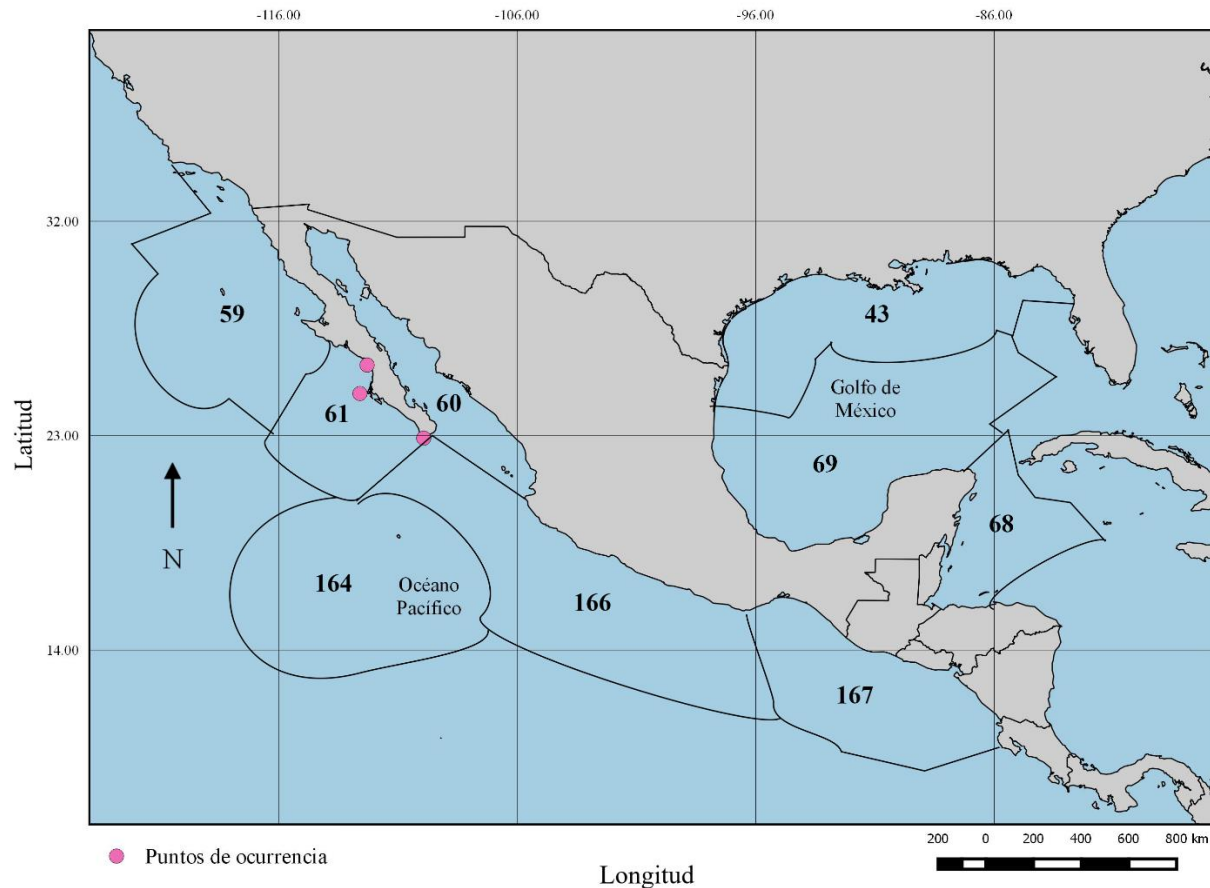 -116.00 -106.00 -96.00 -86.00
32.00
59
43
60
61
Golfo de
México
Latitud
23.00
69
68
N
164
Océano
Pacífico
166
14.00
167
200 0 200 400 600 800 km
Puntos de ocurrencia
Longitud